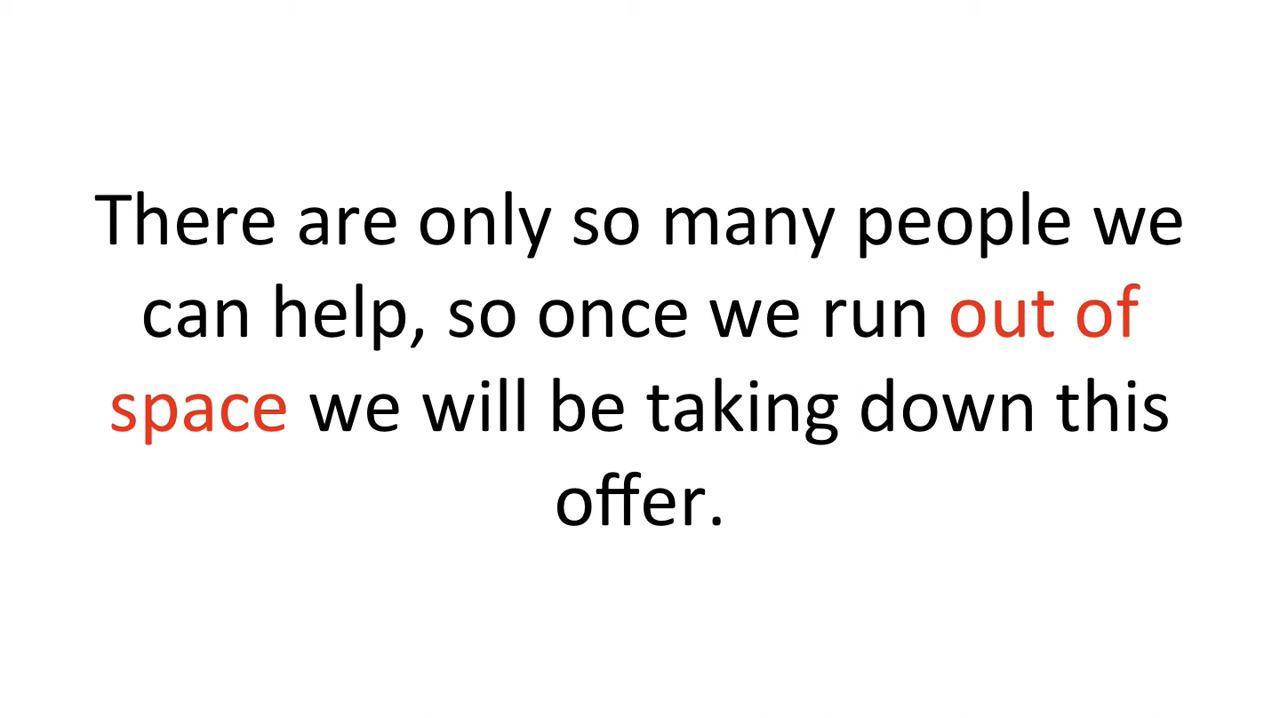 There are only so many people we
can help, so once we run out of
space we will be taking down this
offer.